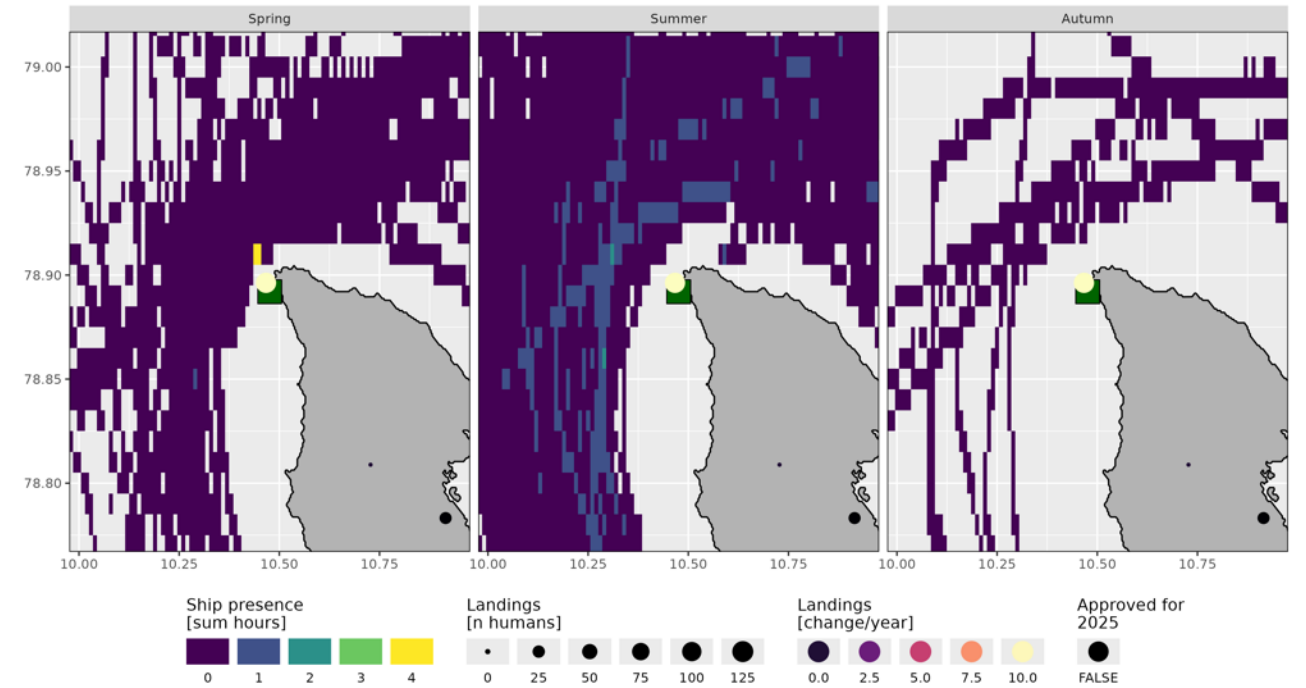 Spring Summer Autumn
79.00
78.95
78.90
78.85
78.80
10.00 10.25 10.50 10.75 10.00 10.25 10.50 10.75 10.00 10.25 10.50 10.75
Ship presence
[sum hours]
0 1 2 3 4
Landings
[n humans]
0 25 50 75 100 125
Landings
[change/year]
0.0 2.5 5.0 7.5 10.0
Approved for
2025
FALSE